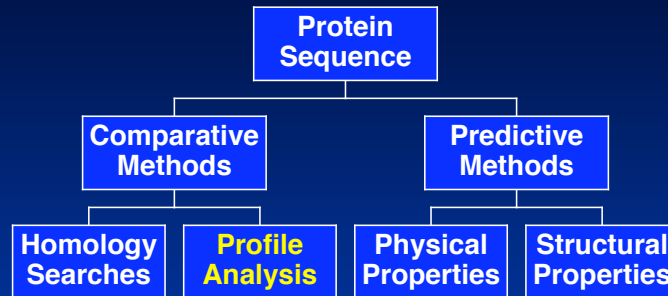 Protein
Sequence
Comparative
Methods
Predictive
Methods
Homology
Searches
Profile
Analysis
Physical
Properties
Structural
Properties